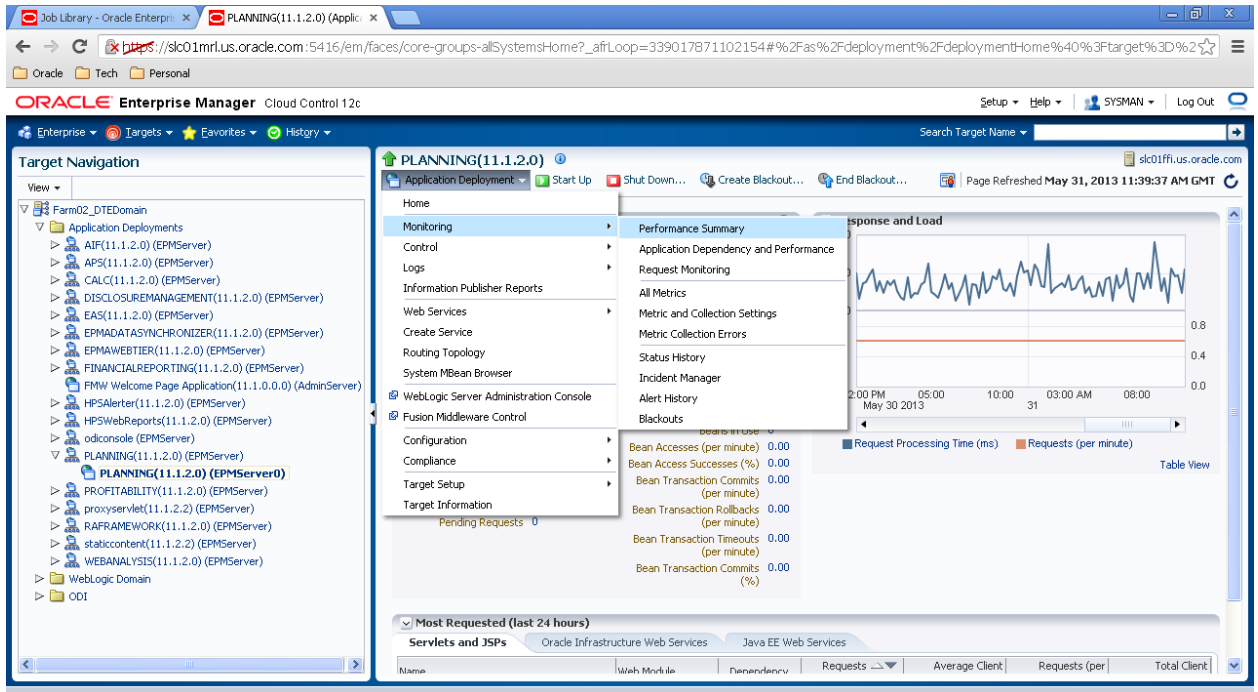 Job Library - Oracle Enterpris
PLANNING(11.1.2.0) (Applica
https://slc01mrl.us.oracle.com:5416/em/faces/core-groups-allSystemsHome?_afrLoop=339017871102154#%2Fas%2Fdeployment%2FdeploymentHome%40%3Ftarget%3D%2
Oracle Tech Personal
ORACLE Enterprise Manager Cloud Control 12c
Setup Help SYSMAN Log Out
Enterprise Targets Favorites History
Search Target Name
Target Navigation
View
Farm02_DTEDomain
Application Deployments
AIF(11.1.2.0) (EPMServer)
APS(11.1.2.0) (EPMServer)
CALC(11.1.2.0) (EPMServer)
DISCLOSUREMANAGEMENT(11.1.2.0) (EPMServer)
EAS(11.1.2.0) (EPMServer)
EPMADATASYNCHRONIZER(11.1.2.0) (EPMServer)
EPMAWEBTIER(11.1.2.0) (EPMServer)
FINANCIALREPORTING(11.1.2.0) (EPMServer)
FMW Welcome Page Application(11.1.0.0.0) (AdminServer)
HPSAlerter(11.1.2.0) (EPMServer)
HPSWebReports(11.1.2.0) (EPMServer)
odiconsole (EPMServer)
PLANNING(11.1.2.0) (EPMServer)
PLANNING(11.1.2.0) (EPMServer0)
PROFITABILITY(11.1.2.0) (EPMServer)
proxyservlet(11.1.2.2) (EPMServer)
RAFRAMEWORK(11.1.2.0) (EPMServer)
staticcontent(11.1.2.2) (EPMServer)
WEBANALYSIS(11.1.2.0) (EPMServer)
WebLogic Domain
ODI
PLANNING(11.1.2.0)
slc01ffi.us.oracle.com
Application Deployment Start Up Shut Down... Create Blackout... End Blackout...
Page Refreshed May 31, 2013 11:39:37 AM GMT
Home
Monitoring
Control
Logs
Information Publisher Reports
Web Services
Create Service
Routing Topology
System MBean Browser
WebLogic Server Administration Console
Fusion Middleware Control
Configuration
Compliance
Target Setup
Target Information
Performance Summary
Application Dependency and Performance
Request Monitoring
All Metrics
Metric and Collection Settings
Metric Collection Errors
Status History
Incident Manager
Alert History
Blackouts
Pending Requests 0
Beans in Use 0
Bean Accesses (per minute) 0.00
Bean Access Successes (%) 0.00
Bean Transaction Commits (per minute) 0.00
Bean Transaction Rollbacks (per minute) 0.00
Bean Transaction Timeouts (per minute) 0.00
Bean Transaction Commits (%) 0.00
esponse and Load
0.8
0.4
0.0
2:00 PM 05:00 10:00 03:00 AM 08:00
May 30 2013 31
Request Processing Time (ms) Requests (per minute)
Table View
Most Requested (last 24 hours)
Servlets and JSPs Oracle Infrastructure Web Services Java EE Web Services
Name Web Module Dependency Requests Average Client Requests (per Total Client